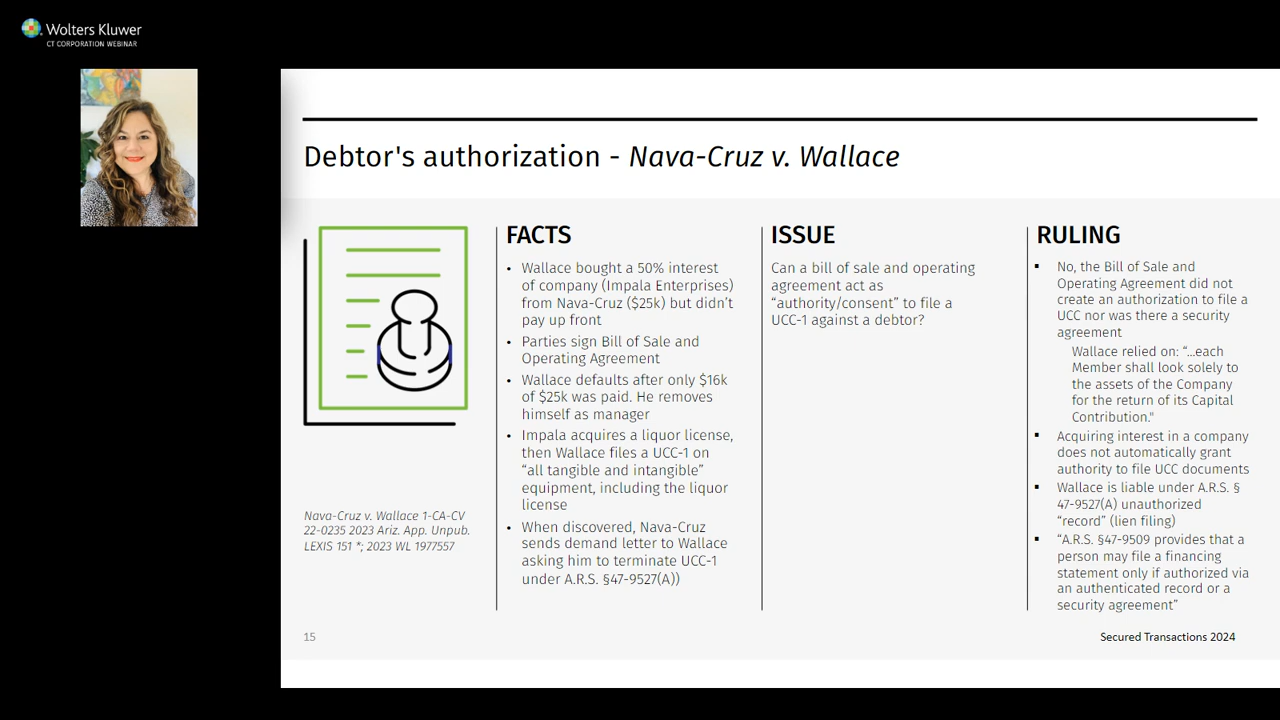 Wolters Kluwer
CT CORPORATION WEBINAR
Debtor's authorization - Nava-Cruz v. Wallace
FACTS
• Wallace bought a 50% interest
of company (Impala Enterprises)
from Nava-Cruz ($25k) but didn't
pay up front
• Parties sign Bill of Sale and
Operating Agreement
• Wallace defaults after only $16k
of $25k was paid. He removes
himself as manager
• Impala acquires a liquor license,
then Wallace files a UCC-1 on
“all tangible and intangible”
equipment, including the liquor
license
• When discovered, Nava-Cruz
sends demand letter to Wallace
asking him to terminate UCC-1
under A.R.S. §47-9527(A))
ISSUE
Can a bill of sale and operating
agreement act as
“authority/consent” to file a
UCC-1 against a debtor?
RULING
▪ No, the Bill of Sale and
Operating Agreement did not
create an authorization to file a
UCC nor was there a security
agreement
Wallace relied on: “…each
Member shall look solely to
the assets of the Company
for the return of its Capital
Contribution."
▪ Acquiring interest in a company
does not automatically grant
authority to file UCC documents
▪ Wallace is liable under A.R.S. §
47-9527(A) unauthorized
“record” (lien filing)
▪ “A.R.S. §47-9509 provides that a
person may file a financing
statement only if authorized via
an authenticated record or a
security agreement”
Nava-Cruz v. Wallace 1-CA-CV
22-0235 2023 Ariz. App. Unpub.
LEXIS 151 *; 2023 WL 1977557
15
Secured Transactions 2024